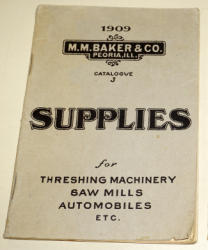 1909
M.M. BAKER & CO.
PEORIA, ILL.
CATALOGUE
3
SUPPLIES
for
THRESHING MACHINERY
SAW MILLS
AUTOMOBILES
ETC.